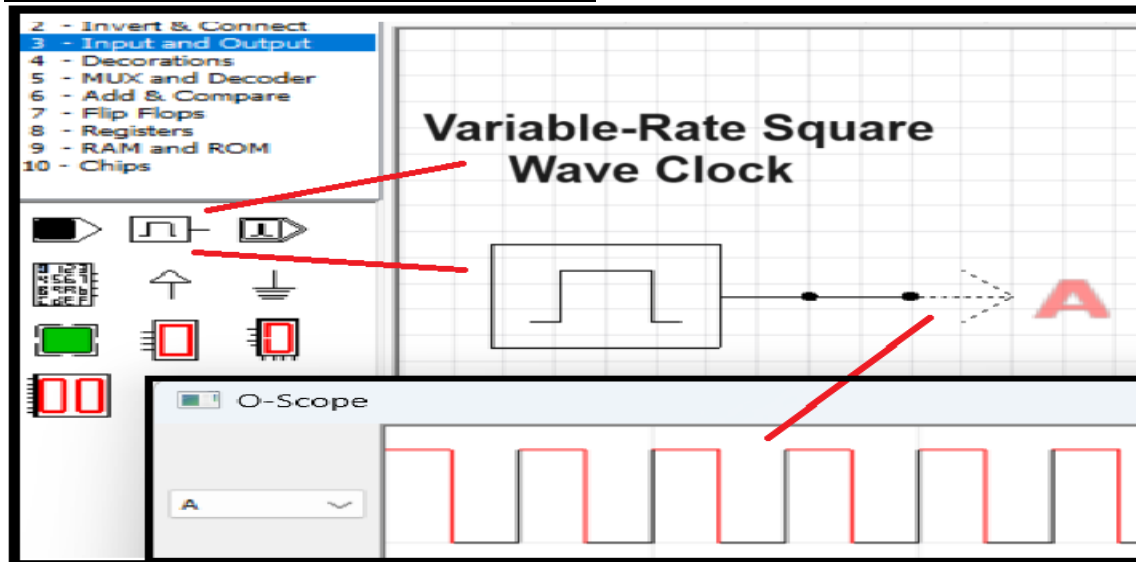 2 - Invert & Connect
3 - Input and Output
4 - Decorations
5 - MUX and Decoder
6 - Add & Compare
7 - Flip Flops
8 - Registers
9 - RAM and ROM
10 - Chips
Variable-Rate Square
Wave Clock
A
O-Scope
A